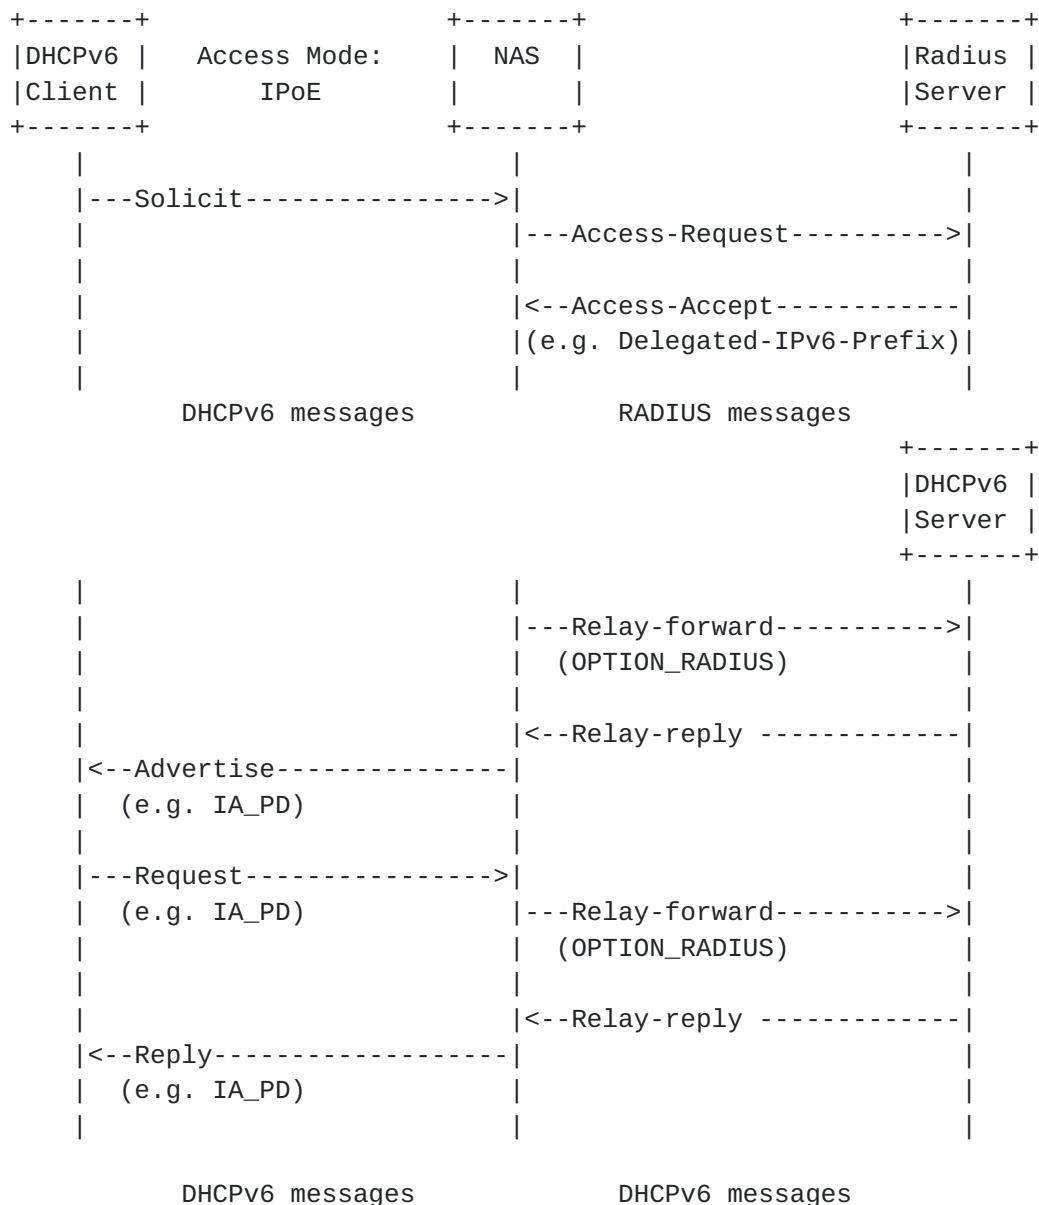 +-------+                   +-------+                    +-------+
|DHCPv6 |   Access Mode:    |  NAS  |                    |Radius |
|Client |       IPoE        |       |                    |Server |
+-------+                   +-------+                    +-------+
    |                           |                            |
    |---Solicit---------------->|                            |
    |                           |---Access-Request---------->|
    |                           |                            |
    |                           |<--Access-Accept------------|
    |                           |(e.g. Delegated-IPv6-Prefix)|
    |                           |                            |
           DHCPv6 messages             RADIUS messages
                                                         +-------+
                                                         |DHCPv6 |
                                                         |Server |
                                                         +-------+
    |                           |                            |
    |                           |---Relay-forward----------->|
    |                           |  (OPTION_RADIUS)           |
    |                           |                            |
    |                           |<--Relay-reply -------------|
    |<--Advertise---------------|                            |
    |  (e.g. IA_PD)             |                            |
    |                           |                            |
    |---Request---------------->|                            |
    |  (e.g. IA_PD)             |---Relay-forward----------->|
    |                           |  (OPTION_RADIUS)           |
    |                           |                            |
    |                           |<--Relay-reply -------------|
    |<--Reply-------------------|                            |
    |  (e.g. IA_PD)             |                            |
    |                           |                            |
           DHCPv6 messages             DHCPv6 messages